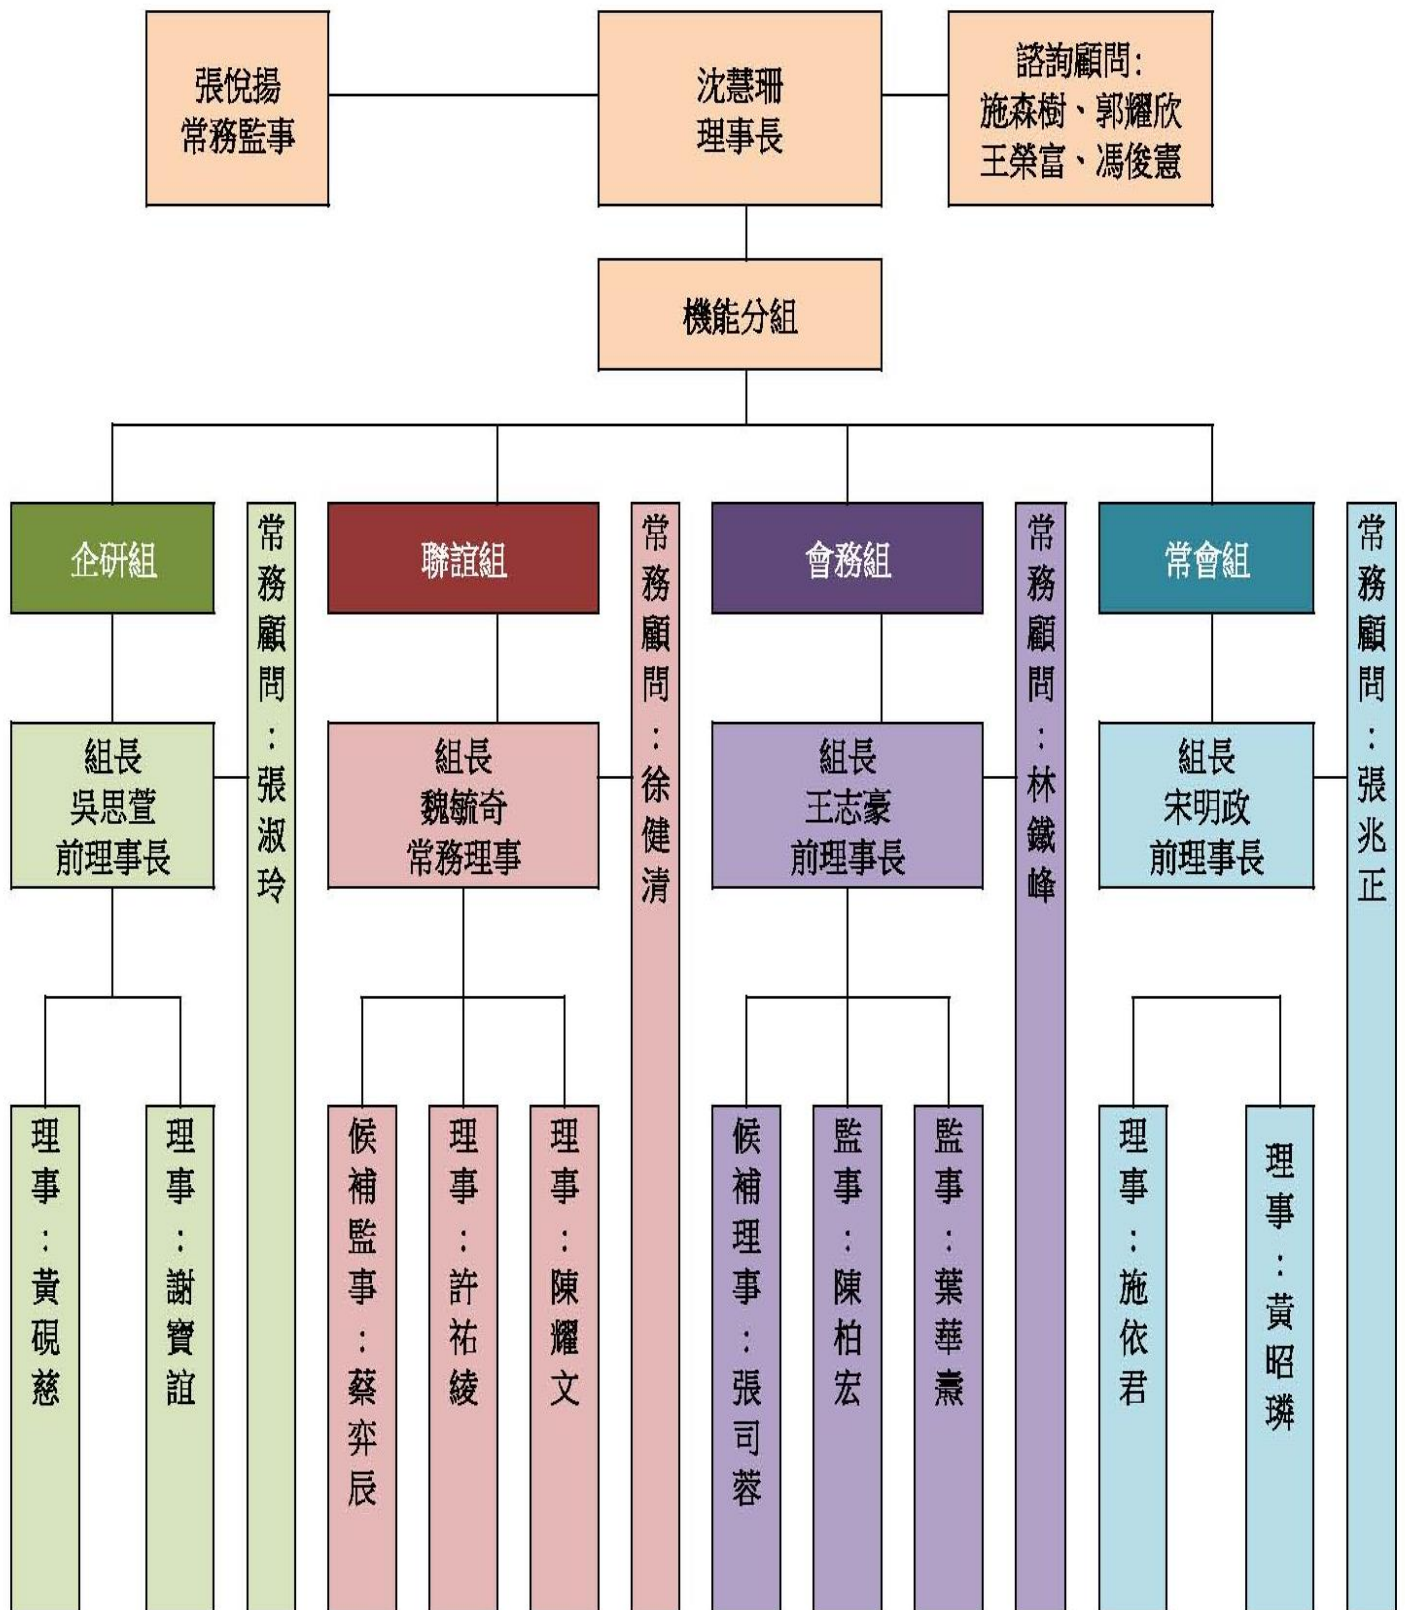 張悅揚
常務監事
沈慧珊
理事長
諮詢顧問:
施森樹、郭耀欣
王榮富、馮俊憲
機能分組
企研組
常務顧問:張淑玲
聯誼組
常務顧問:徐健清
會務組
常務顧問:林鐵峰
常會組
常務顧問:張兆正
組長
吳思萱
前理事長
組長
魏毓奇
常務理事
組長
王志豪
前理事長
組長
宋明政
前理事長
理事:黃硯慈
理事:謝寶誼
候補監事:蔡弈辰
理事:許祐綾
理事:陳耀文
候補理事:張司蓉
監事:陳柏宏
監事:葉華燾
理事:施依君
理事:黃昭璘